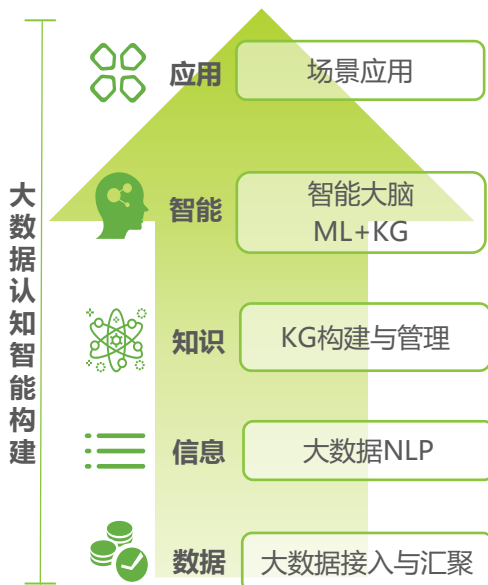 大数据认知智能构建
应用
场景应用
智能
智能大脑
ML+KG
知识
KG构建与管理
信息
大数据NLP
数据
大数据接入与汇聚